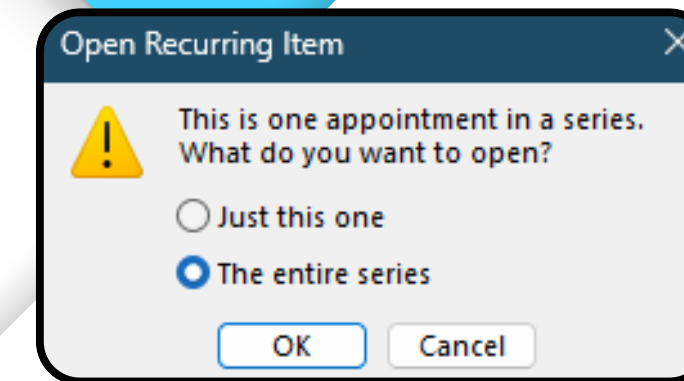 Open Recurring Item
This is one appointment in a series.
What do you want to open?
Just this one
The entire series
OK
Cancel